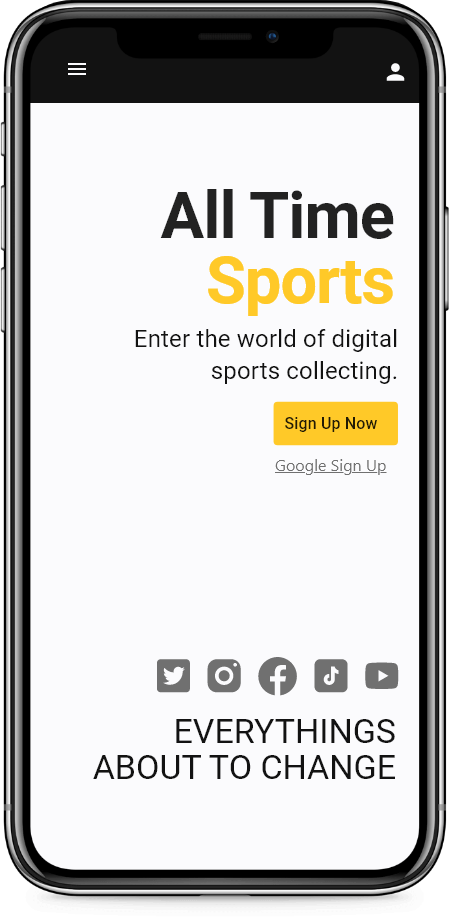 All Time
Sports
Enter the world of digital
sports collecting.
Sign Up Now
Google Sign Up
EVERYTHINGS
ABOUT TO CHANGE